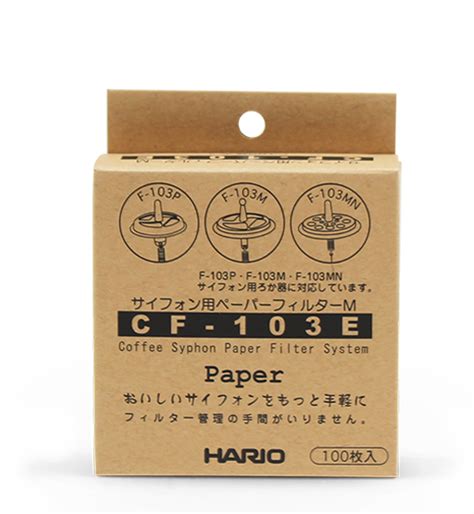 F-103P
F-103M
F-103MN
F-103P・F-103M・F-103MN
サイフォン用ろか器に対応しています。
サイフォン用ペーパーフィルターM
CF-103E
Coffee Syphon Paper Filter System
Paper
おいしいサイフォンをもっと手軽に
フィルター管理の手間がいりません。
HARIO
100枚入